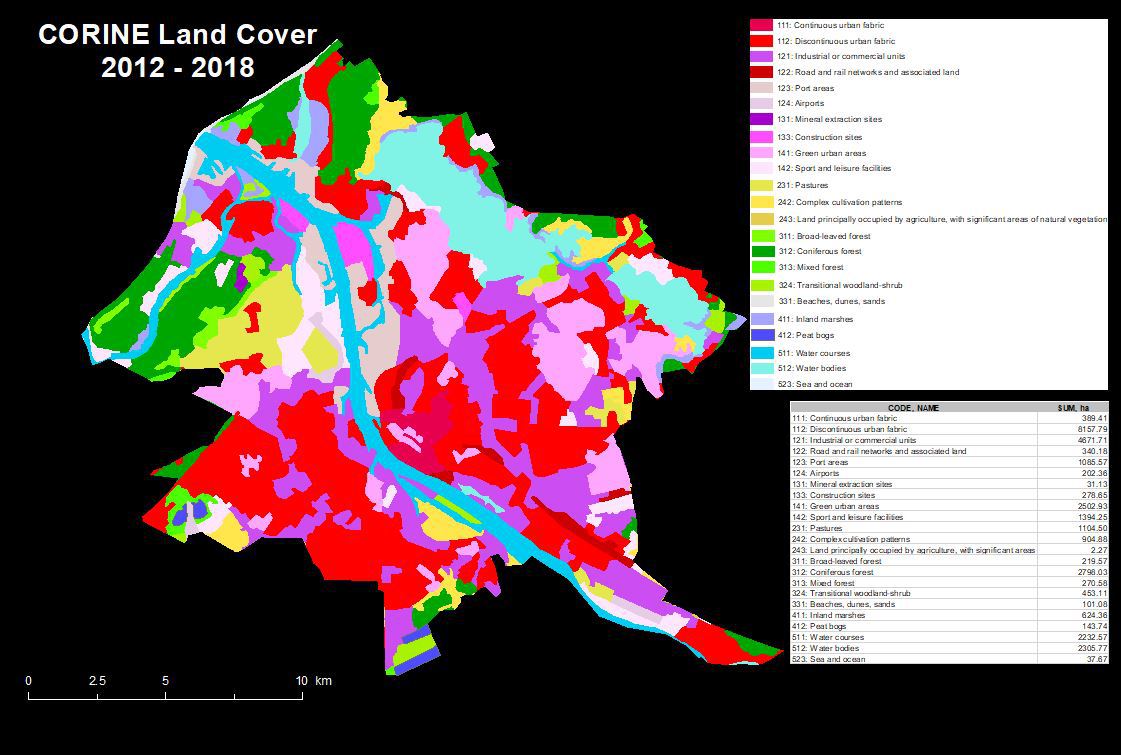 CORINE Land Cover
2012 - 2018
111: Continuous urban fabric
112: Discontinuous urban fabric
121: Industrial or commercial units
122: Road and rail networks and associated land
123: Port areas
124: Airports
131: Mineral extraction sites
133: Construction sites
141: Green urban areas
142: Sport and leisure facilities
231: Pastures
242: Complex cultivation patterns
243: Land principally occupied by agriculture, with significant areas of natural vegetation
311: Broad-leaved forest
312: Coniferous forest
313: Mixed forest
324: Transitional woodland-shrub
331: Beaches, dunes, sands
411: Inland marshes
412: Peat bogs
511: Water courses
512: Water bodies
523: Sea and ocean
CODE, NAME SUM, ha
111: Continuous urban fabric 389.41
112: Discontinuous urban fabric 8157.79
121: Industrial or commercial units 4671.71
122: Road and rail networks and associated land 340.18
123: Port areas 1085.57
124: Airports 202.36
131: Mineral extraction sites 31.13
133: Construction sites 278.65
141: Green urban areas 2502.93
142: Sport and leisure facilities 1394.25
231: Pastures 1104.50
242: Complex cultivation patterns 904.88
243: Land principally occupied by agriculture, with significant areas 2.27
311: Broad-leaved forest 219.57
312: Coniferous forest 2798.03
313: Mixed forest 270.58
324: Transitional woodland-shrub 453.11
331: Beaches, dunes, sands 101.08
411: Inland marshes 624.36
412: Peat bogs 143.74
511: Water courses 2232.57
512: Water bodies 2305.77
523: Sea and ocean 37.67
0 2.5 5 10 km